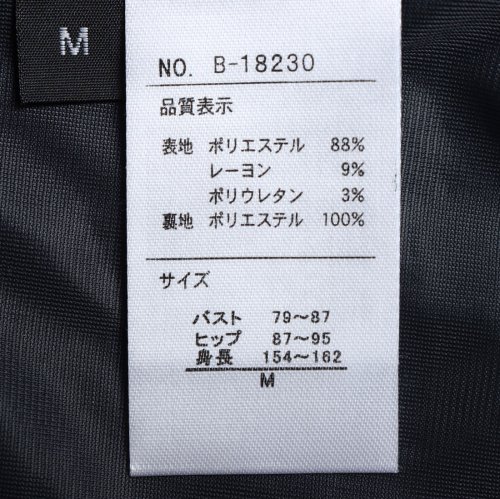 M
NO. B-18230
品質表示
表地 ポリエステル 88%
レーヨン 9%
ポリウレタン 3%
裏地 ポリエステル 100%
サイズ
バスト 79～87
ヒップ 87～95
身長 154～162
M